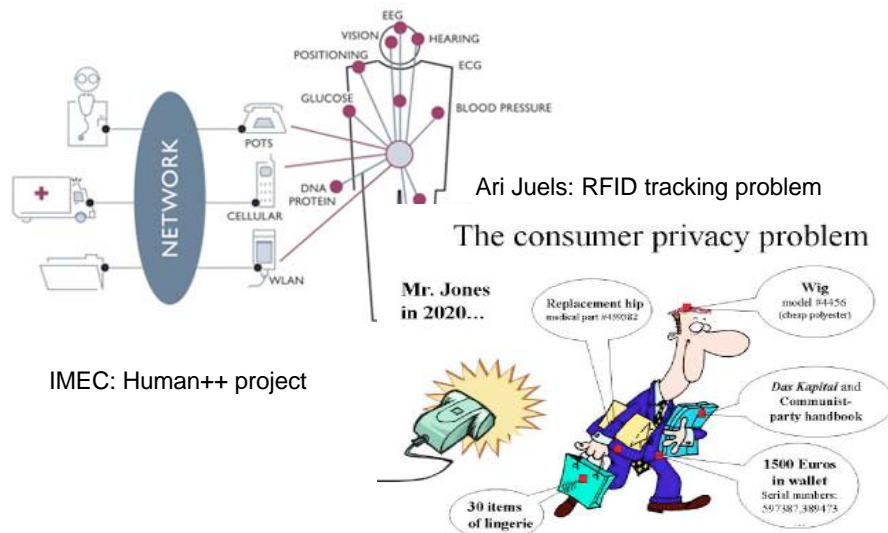 EEG
VISION
HEARING
POSITIONING
ECG
GLUCOSE
BLOOD PRESSURE
POTS
NETWORK
DNA
PROTEIN
CELLULAR
WLAN
IMEC: Human++ project
Ari Juels: RFID tracking problem
The consumer privacy problem
Mr. Jones
in 2020...
Replacement hip
medical part #459382
Wig
model #4456
(cheap polyester)
Das Kapital and
Communist-
party handbook
1500 Euros
in wallet
Serial numbers:
597387,389473
...
30 items
of lingerie